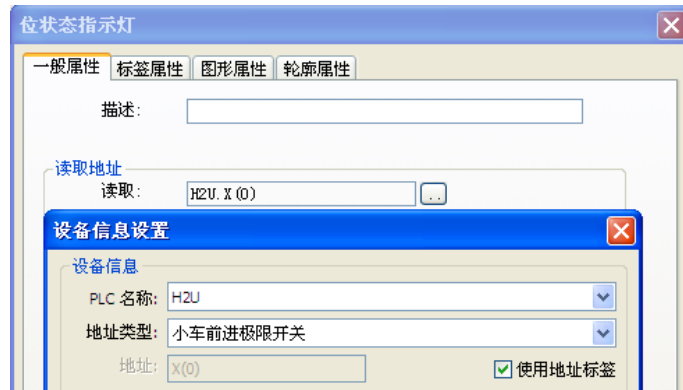 位状态指示灯
一般属性 标签属性 图形属性 轮廓属性
描述:
读取地址
读取: H2U.X(0) ..
设备信息设置
设备信息
PLC 名称: H2U
地址类型: 小车前进极限开关
地址: X(0) 使用地址标签